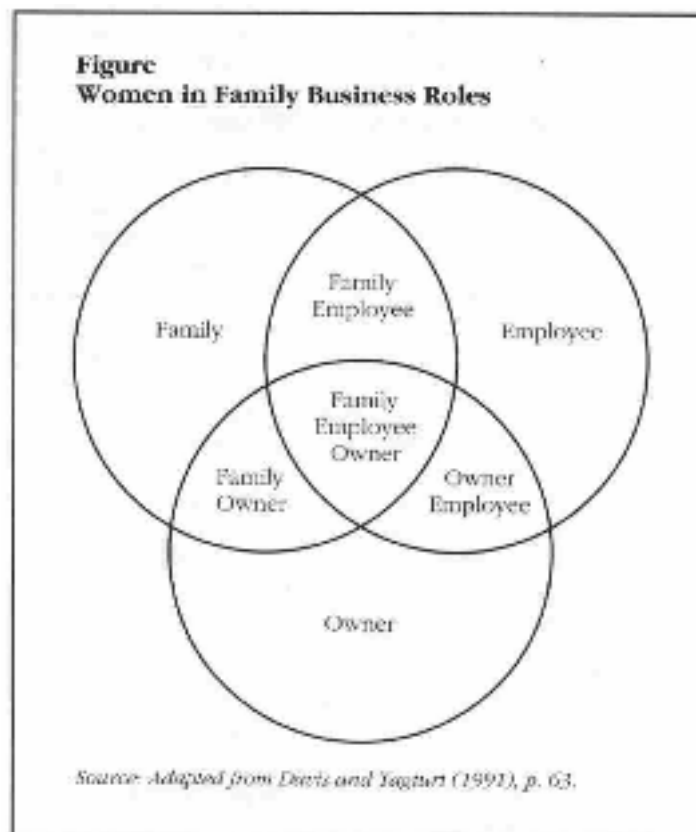 Figure
Women in Family Business Roles
Family
Employee
Family
Employee
Family
Employee
Owner
Family
Owner
Owner
Employee
Owner
Source: Adapted from Davis and Tagiuri (1991), p. 63.